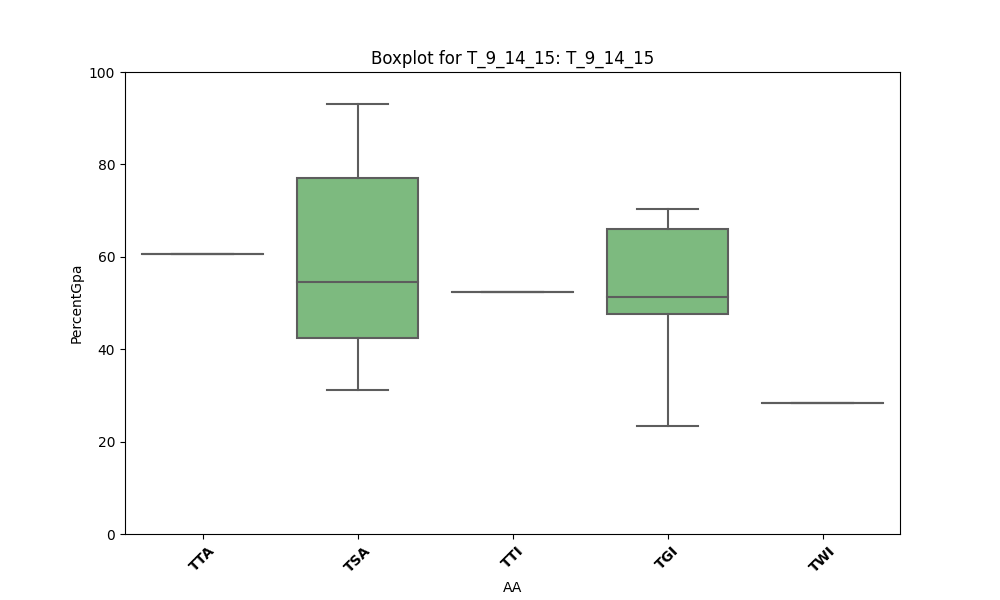 Boxplot for T_9_14_15: T_9_14_15
100
80
60
40
20
0
PercentGpa
TTA
TSA
TTI
TGI
TWI
AA